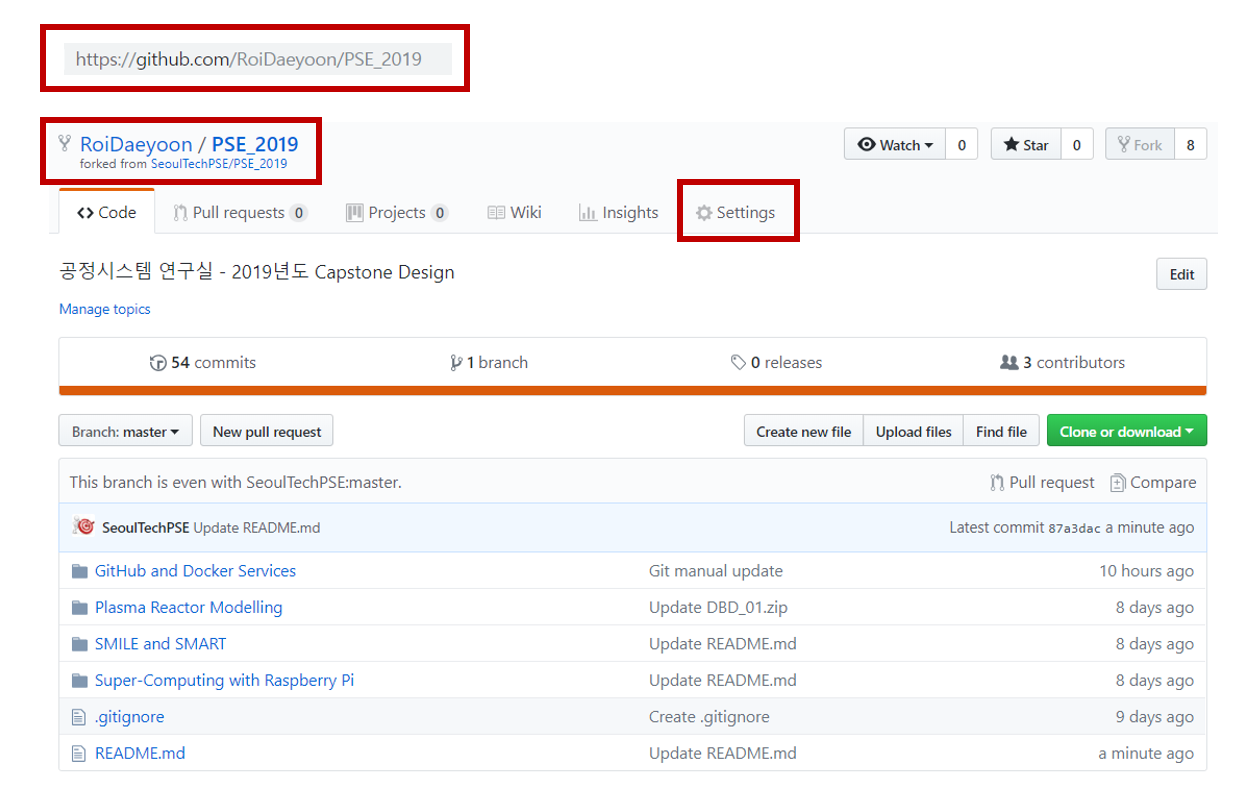 https://github.com/RoiDaeyoon/PSE_2019
RoiDaeyoon / PSE_2019
forked from SeoulTechPSE/PSE_2019
Watch 0 Star 0 Fork 8
Code Pull requests 0 Projects 0 Wiki Insights Settings
공정시스템 연구실 - 2019년도 Capstone Design
Edit
Manage topics
54 commits 1 branch 0 releases 3 contributors
Branch: master New pull request Create new file Upload files Find file Clone or download
This branch is even with SeoulTechPSE:master. Pull request Compare
SeoulTechPSE Update README.md Latest commit 87a3dac a minute ago
GitHub and Docker Services Git manual update 10 hours ago
Plasma Reactor Modelling Update DBD_01.zip 8 days ago
SMILE and SMART Update README.md 8 days ago
Super-Computing with Raspberry Pi Update README.md 8 days ago
.gitignore Create .gitignore 9 days ago
README.md Update README.md a minute ago